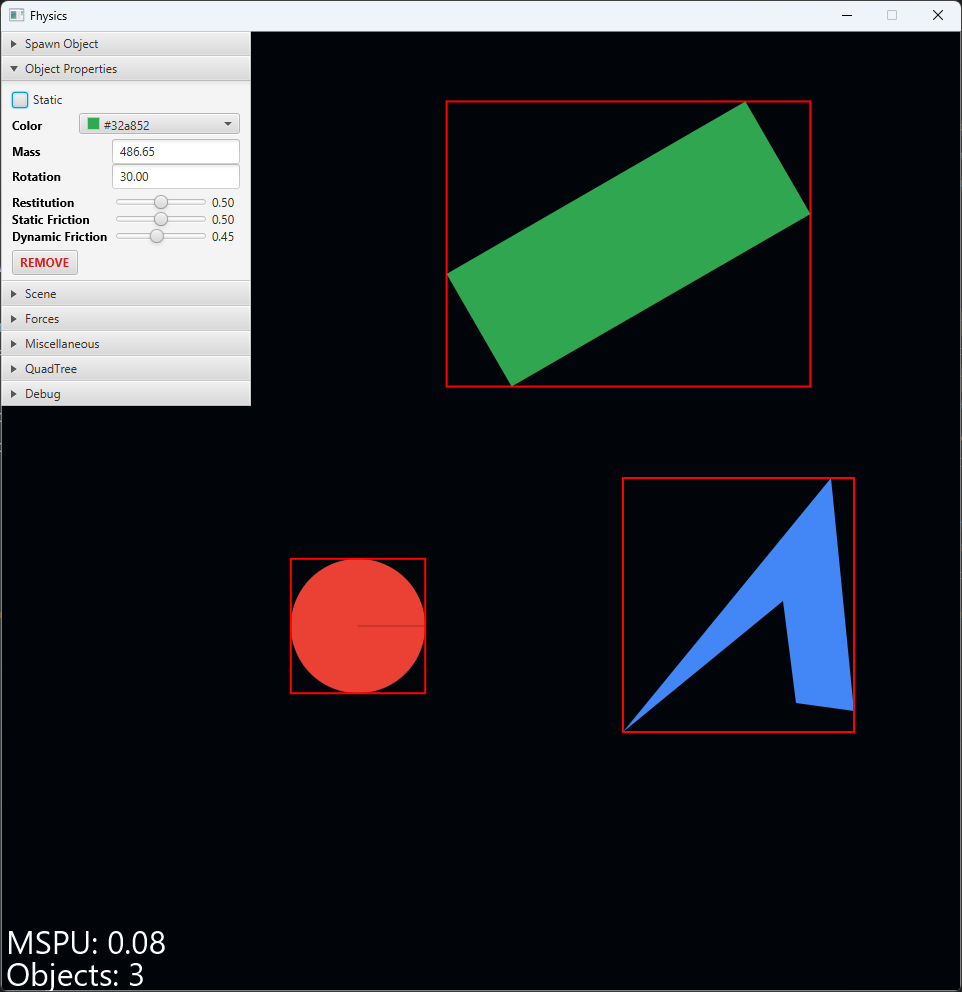 Fhysics
Spawn Object
Object Properties
Static
Color #32a852
Mass 486.65
Rotation 30.00
Restitution 0.50
Static Friction 0.50
Dynamic Friction 0.45
REMOVE
Scene
Forces
Miscellaneous
QuadTree
Debug
MSPU: 0.08
Objects: 3